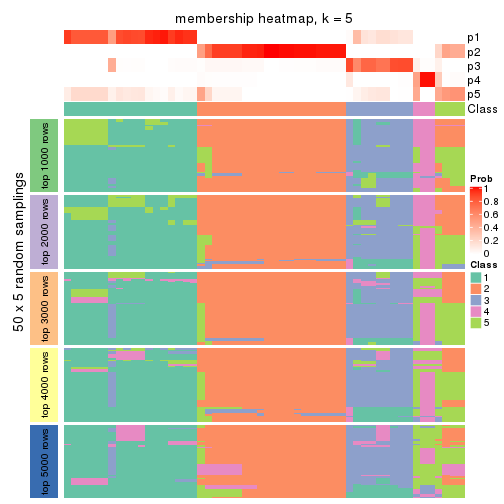 membership heatmap, k = 5
p1
p2
p3
p4
p5
Class
50 x 5 random samplings
top 1000 rows
top 2000 rows
top 3000 rows
top 4000 rows
top 5000 rows
Prob
1
0.8
0.6
0.4
0.2
0
Class
1
2
3
4
5